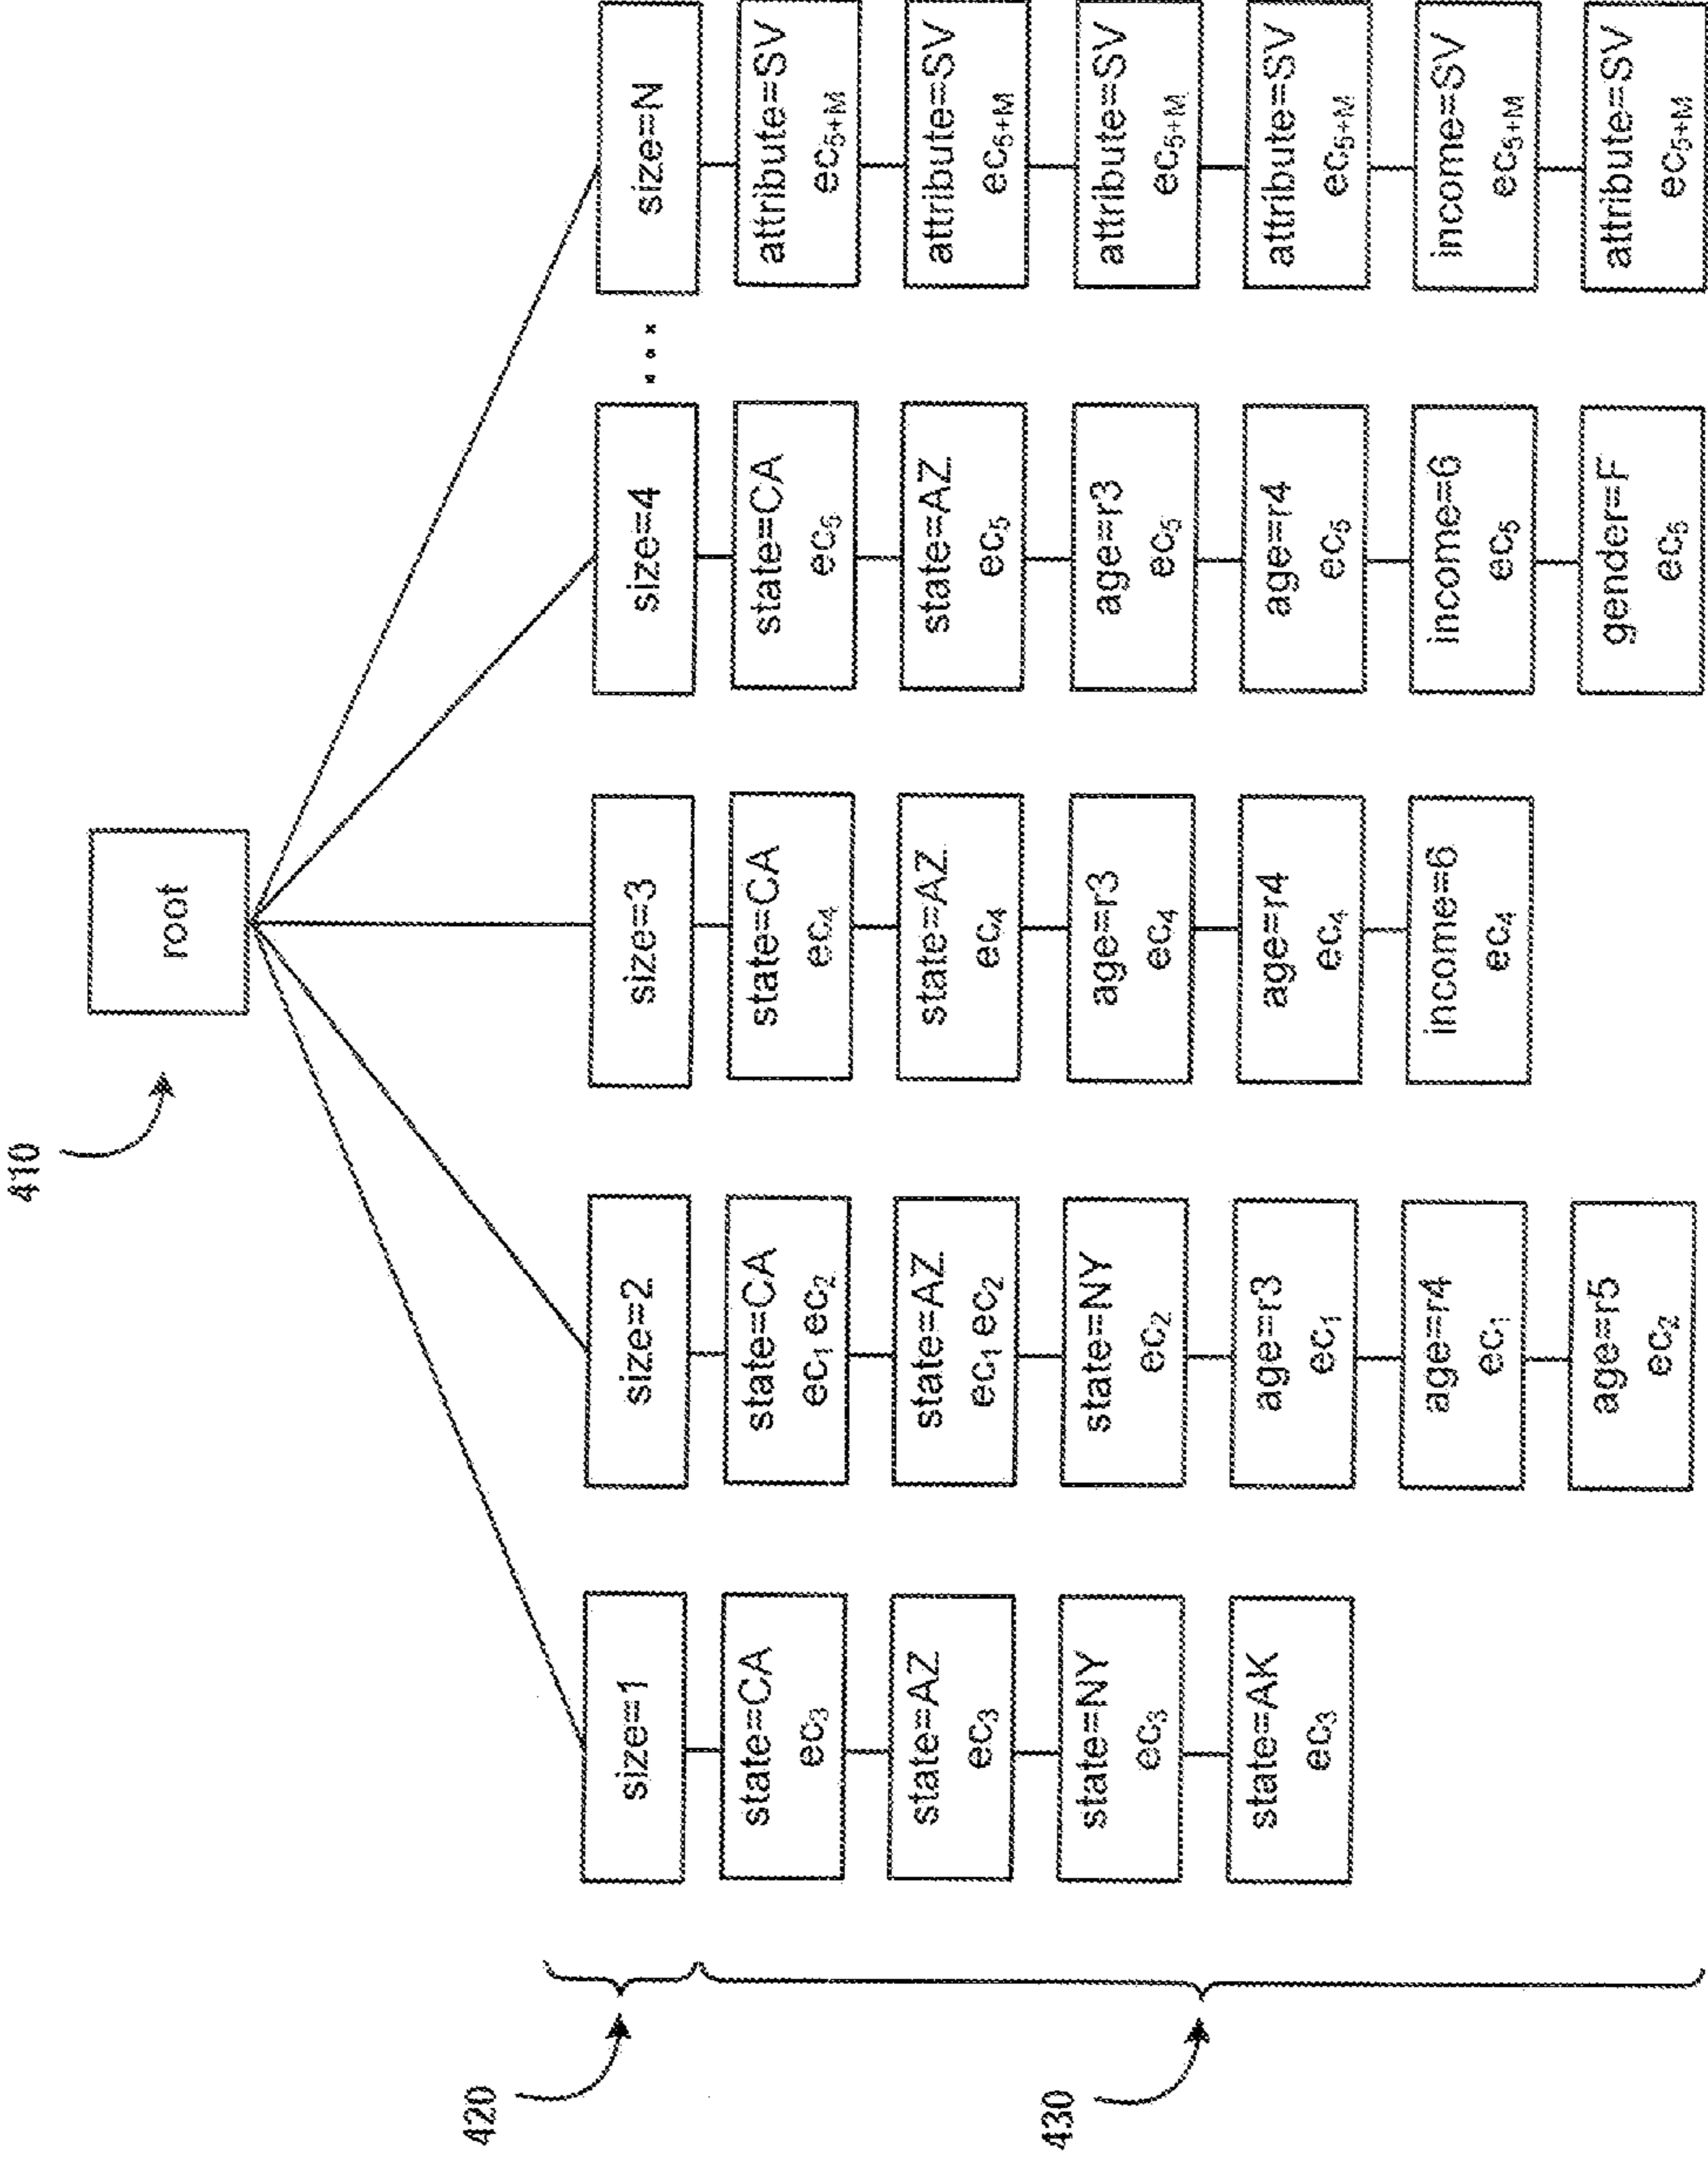 410
root
420
size=1
size=2
size=3
size=4
...
size=N
430
state=CA
ec₃
state=AZ
ec₃
state=NY
ec₃
state=AK
ec₃
state=CA
ec₁ ec₂
state=AZ
ec₁ ec₂
state=NY
ec₂
age=r3
ec₁
age=r4
ec₁
age=r5
ec₂
state=CA
ec₄
state=AZ
ec₄
age=r3
ec₄
age=r4
ec₄
income=6
ec₄
state=CA
ec₅
state=AZ
ec₅
age=r3
ec₅
age=r4
ec₅
income=6
ec₅
gender=F
ec₅
attribute=SV
ec₅₊M
attribute=SV
ec₅₊M
attribute=SV
ec₅₊M
attribute=SV
ec₅₊M
income=SV
ec₅₊M
attribute=SV
ec₅₊M